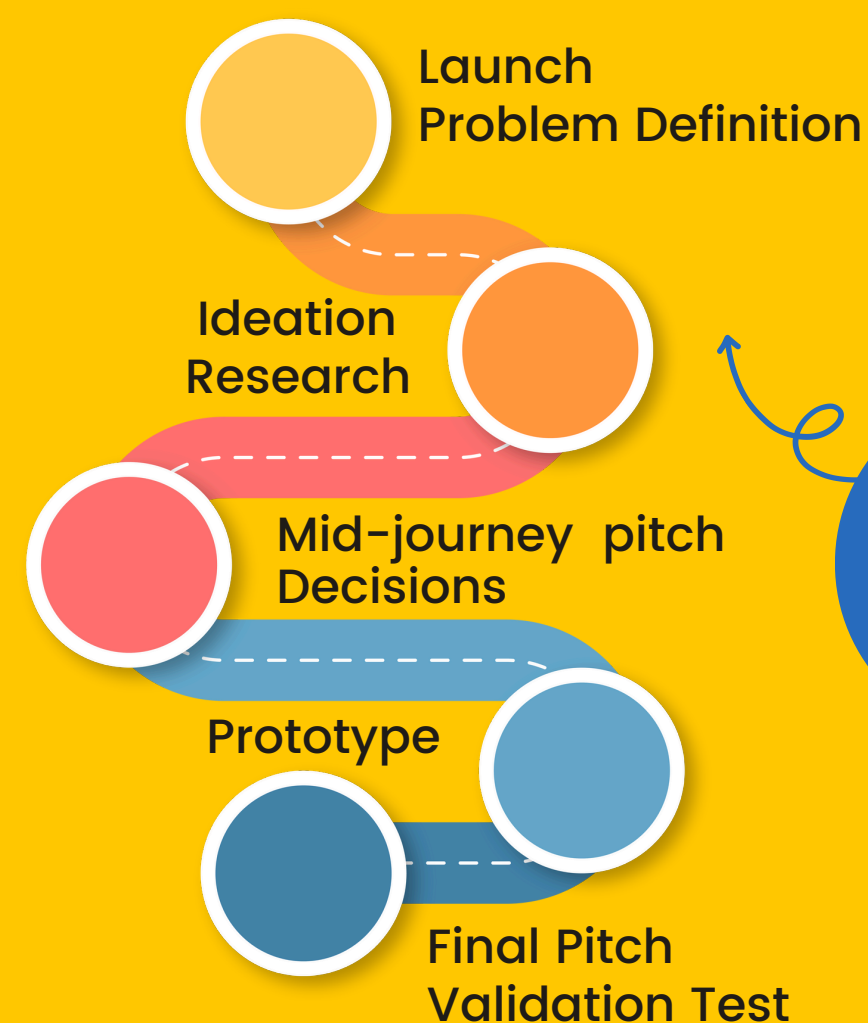 Launch
Problem Definition
Ideation
Research
Mid-journey pitch
Decisions
Prototype
Final Pitch
Validation Test